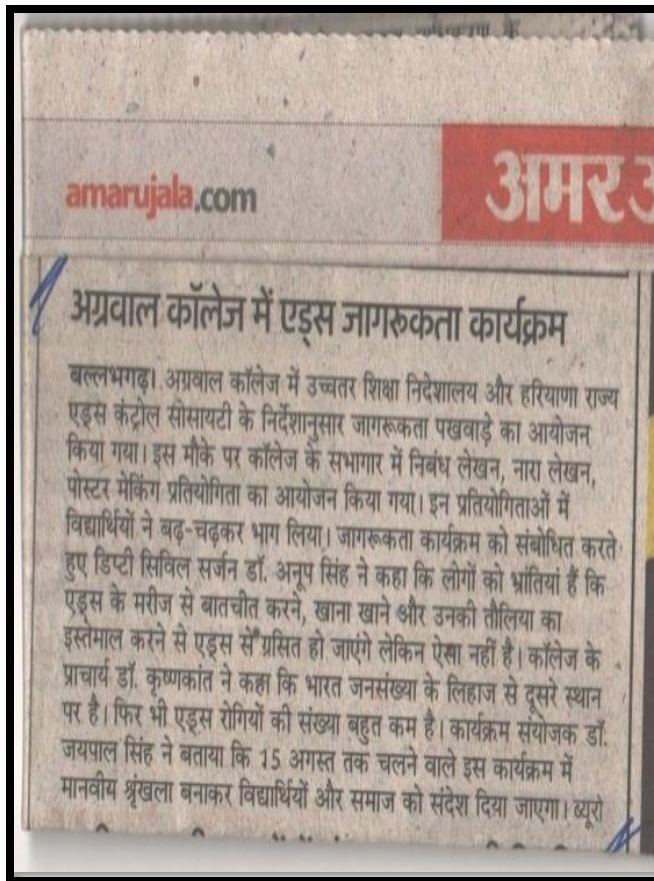 amarujala.com
अमर
अग्रवाल कॉलेज में एड्स जागरूकता कार्यक्रम
बल्लभगढ़। अग्रवाल कॉलेज में उच्चतर शिक्षा निदेशालय और हरियाणा राज्य
एड्स कंट्रोल सोसायटी के निर्देशानुसार जागरूकता पखवाड़े का आयोजन
किया गया। इस मौके पर कॉलेज के सभागार में निबंध लेखन, नारा लेखन,
पोस्टर मेकिंग प्रतियोगिता का आयोजन किया गया। इन प्रतियोगिताओं में
विद्यार्थियों ने बढ़-चढ़कर भाग लिया। जागरूकता कार्यक्रम को संबोधित करते
हुए डिप्टी सिविल सर्जन डॉ. अनूप सिंह ने कहा कि लोगों को भ्रांतियां हैं कि
एड्स के मरीज से बातचीत करने, खाना खाने और उनकी तौलिया का
इस्तेमाल करने से एड्स से ग्रसित हो जाएंगे लेकिन ऐसा नहीं है। कॉलेज के
प्राचार्य डॉ. कृष्णकांत ने कहा कि भारत जनसंख्या के लिहाज से दूसरे स्थान
पर है। फिर भी एड्स रोगियों की संख्या बहुत कम है। कार्यक्रम संयोजक डॉ.
जयपाल सिंह ने बताया कि 15 अगस्त तक चलने वाले इस कार्यक्रम में
मानवीय श्रृंखला बनाकर विद्यार्थियों और समाज को संदेश दिया जाएगा। ब्यूरो